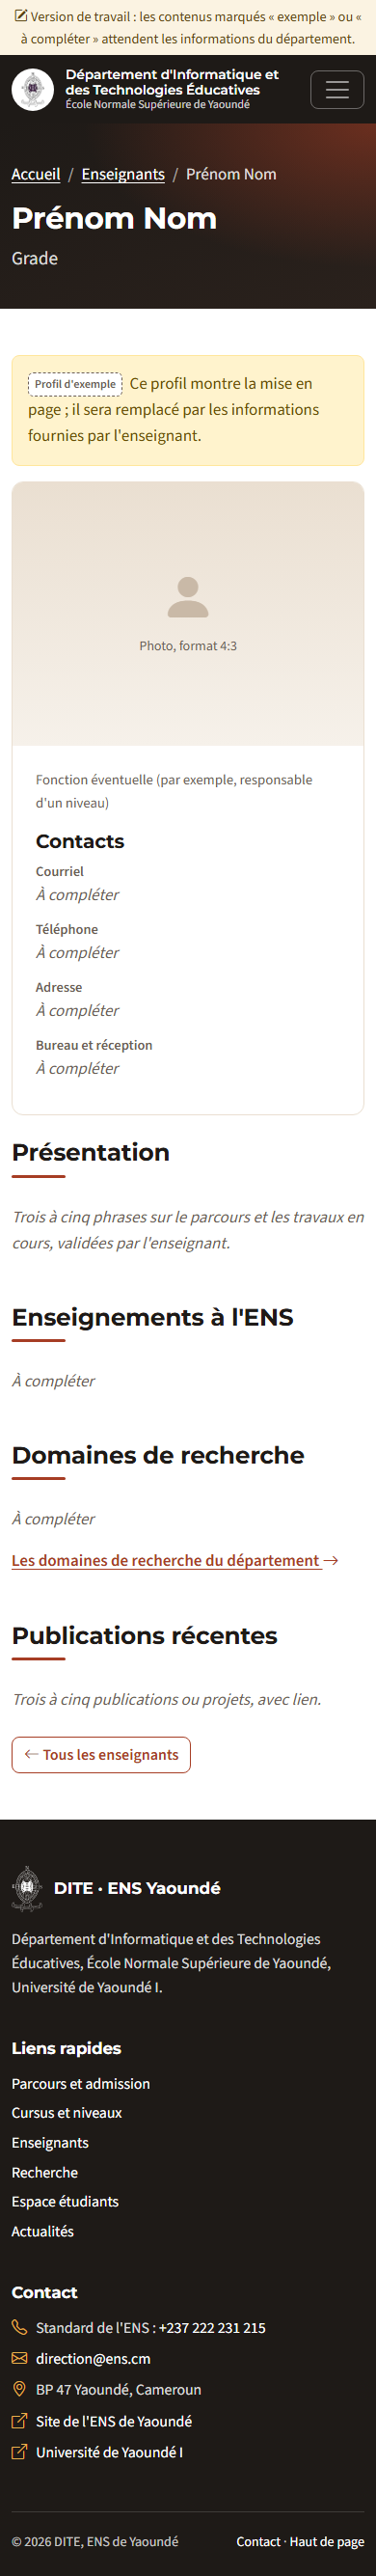 Version de travail : les contenus marqués « exemple » ou «
à compléter » attendent les informations du département.
Département d'Informatique et
des Technologies Éducatives
École Normale Supérieure de Yaoundé
Accueil / Enseignants / Prénom Nom
Prénom Nom
Grade
Profil d'exemple Ce profil montre la mise en
page ; il sera remplacé par les informations
fournies par l'enseignant.
Photo, format 4:3
Fonction éventuelle (par exemple, responsable
d'un niveau)
Contacts
Courriel
À compléter
Téléphone
À compléter
Adresse
À compléter
Bureau et réception
À compléter
Présentation
Trois à cinq phrases sur le parcours et les travaux en
cours, validées par l'enseignant.
Enseignements à l'ENS
À compléter
Domaines de recherche
À compléter
Les domaines de recherche du département →
Publications récentes
Trois à cinq publications ou projets, avec lien.
← Tous les enseignants
DITE · ENS Yaoundé
Département d'Informatique et des Technologies
Éducatives, École Normale Supérieure de Yaoundé,
Université de Yaoundé I.
Liens rapides
Parcours et admission
Cursus et niveaux
Enseignants
Recherche
Espace étudiants
Actualités
Contact
Standard de l'ENS : +237 222 231 215
direction@ens.cm
BP 47 Yaoundé, Cameroun
Site de l'ENS de Yaoundé
Université de Yaoundé I
© 2026 DITE, ENS de Yaoundé Contact · Haut de page